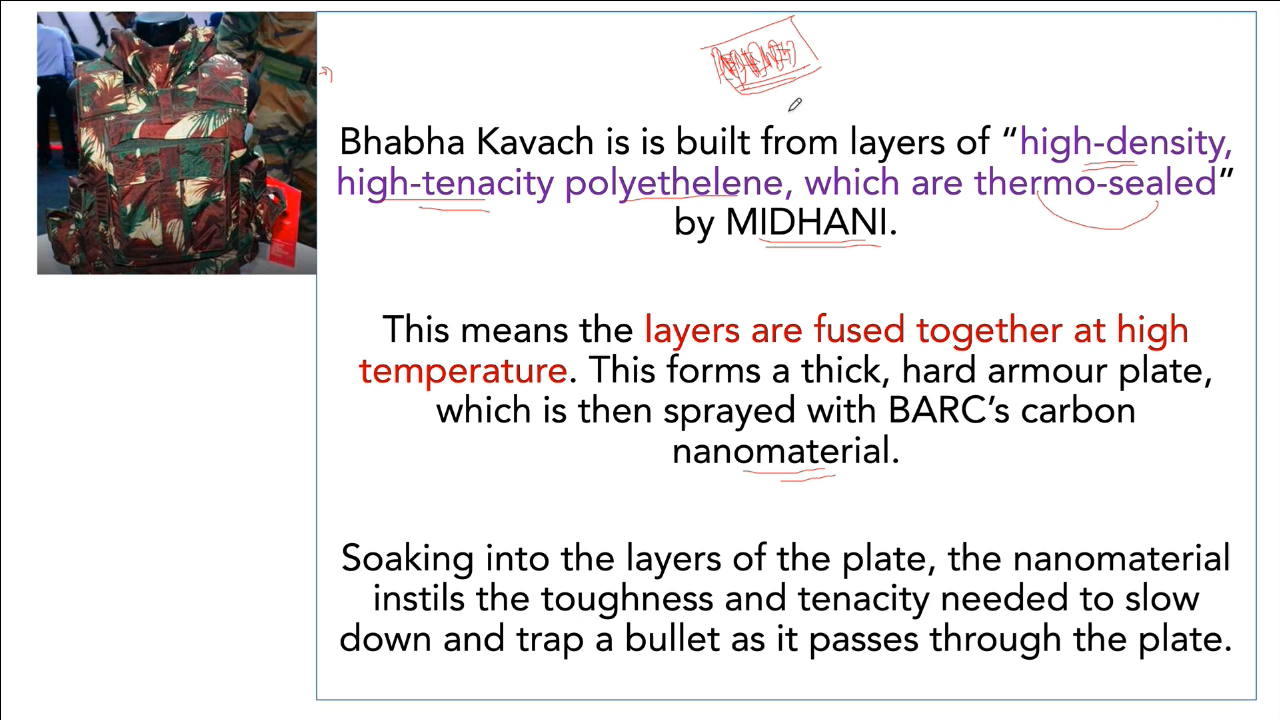 Bhabha Kavach is is built from layers of “high-density,
high-tenacity polyethelene, which are thermo-sealed”
by MIDHANI.
This means the layers are fused together at high
temperature. This forms a thick, hard armour plate,
which is then sprayed with BARC’s carbon
nanomaterial.
Soaking into the layers of the plate, the nanomaterial
instils the toughness and tenacity needed to slow
down and trap a bullet as it passes through the plate.